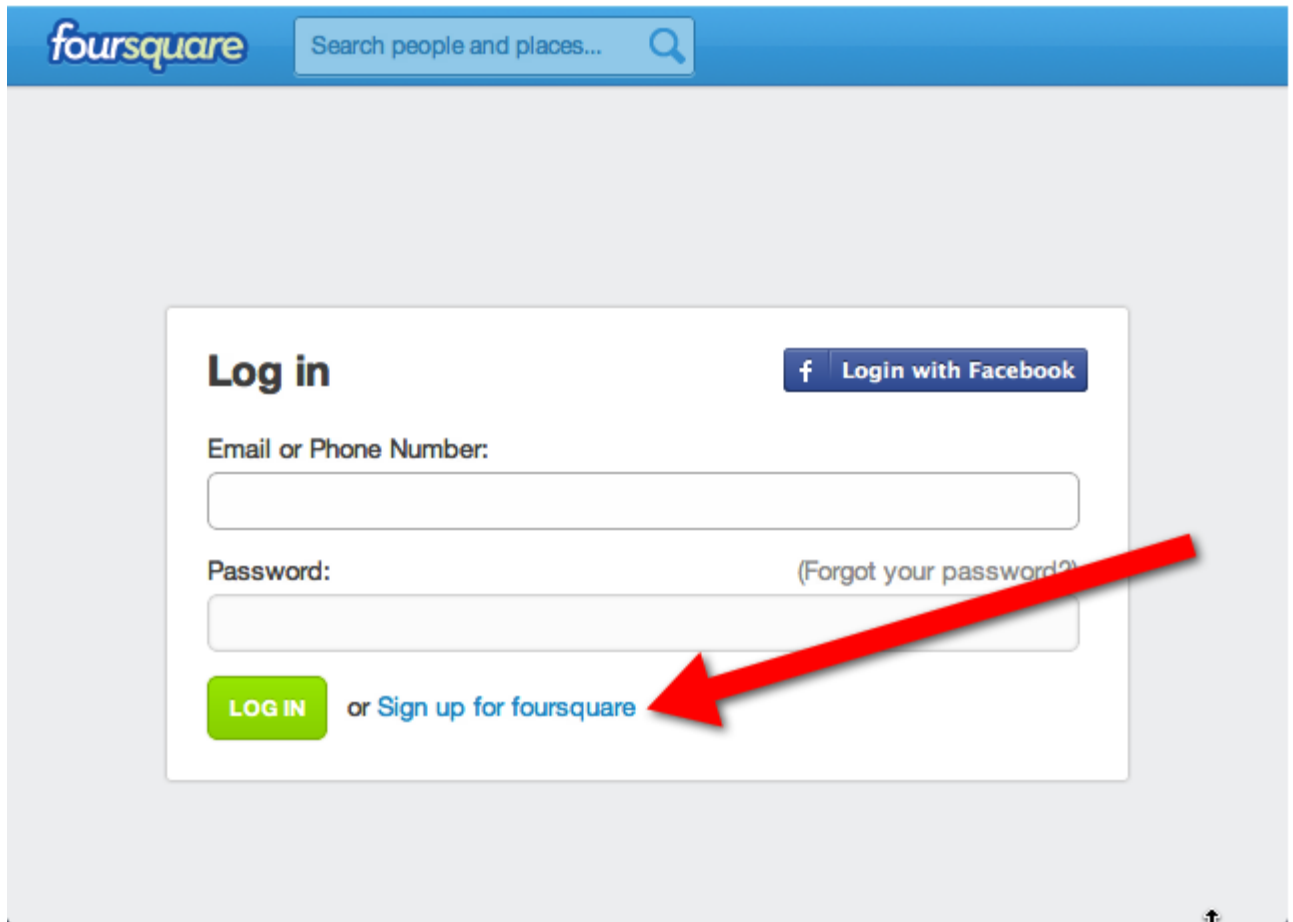 foursquare
Search people and places...
Log in
f Login with Facebook
Email or Phone Number:
Password:
(Forgot your password?)
LOG IN
or Sign up for foursquare